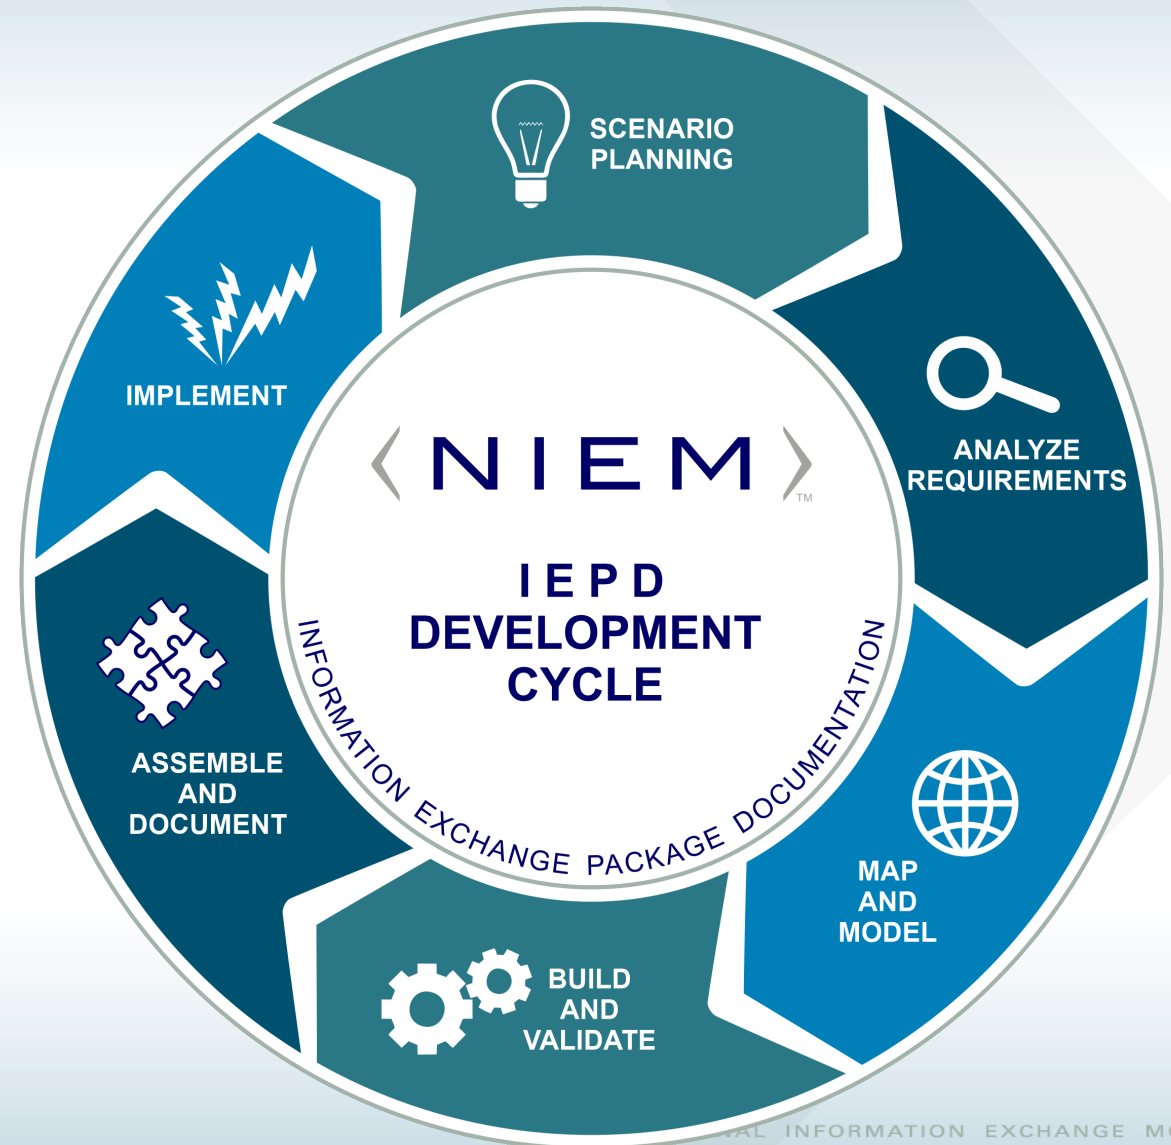 SCENARIO
PLANNING
ANALYZE
REQUIREMENTS
MAP
AND
MODEL
BUILD
AND
VALIDATE
ASSEMBLE
AND
DOCUMENT
IMPLEMENT
NIEM
TM
IEPD
DEVELOPMENT
CYCLE
INFORMATION EXCHANGE PACKAGE DOCUMENTATION
INFORMATION EXCHANGE